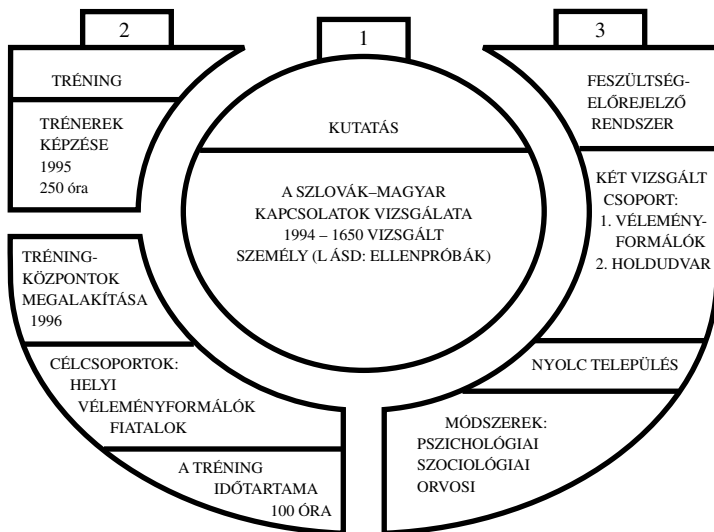 2
TRÉNING
TRÉNEREK
KÉPZÉSE
1995
250 óra
TRÉNING-
KÖZPONTOK
MEGALAKÍTÁSA
1996
CÉLCSOPORTOK:
HELYI
VÉLEMÉNYFORMÁLÓK
FIATALOK
A TRÉNING
IDŐTARTAMA
100 ÓRA
1
KUTATÁS
A SZLOVÁK–MAGYAR
KAPCSOLATOK VIZSGÁLATA
1994 – 1650 VIZSGÁLT
SZEMÉLY (L ÁSD: ELLENPRÓBÁK)
3
FESZÜLTSÉG-
ELŐREJELZŐ
RENDSZER
KÉT VIZSGÁLT
CSOPORT:
1. VÉLEMÉNY-
FORMÁLÓK
2. HOLDUDVAR
NYOLC TELEPÜLÉS
MÓDSZEREK:
PSZICHOLÓGIAI
SZOCIOLÓGIAI
ORVOSI